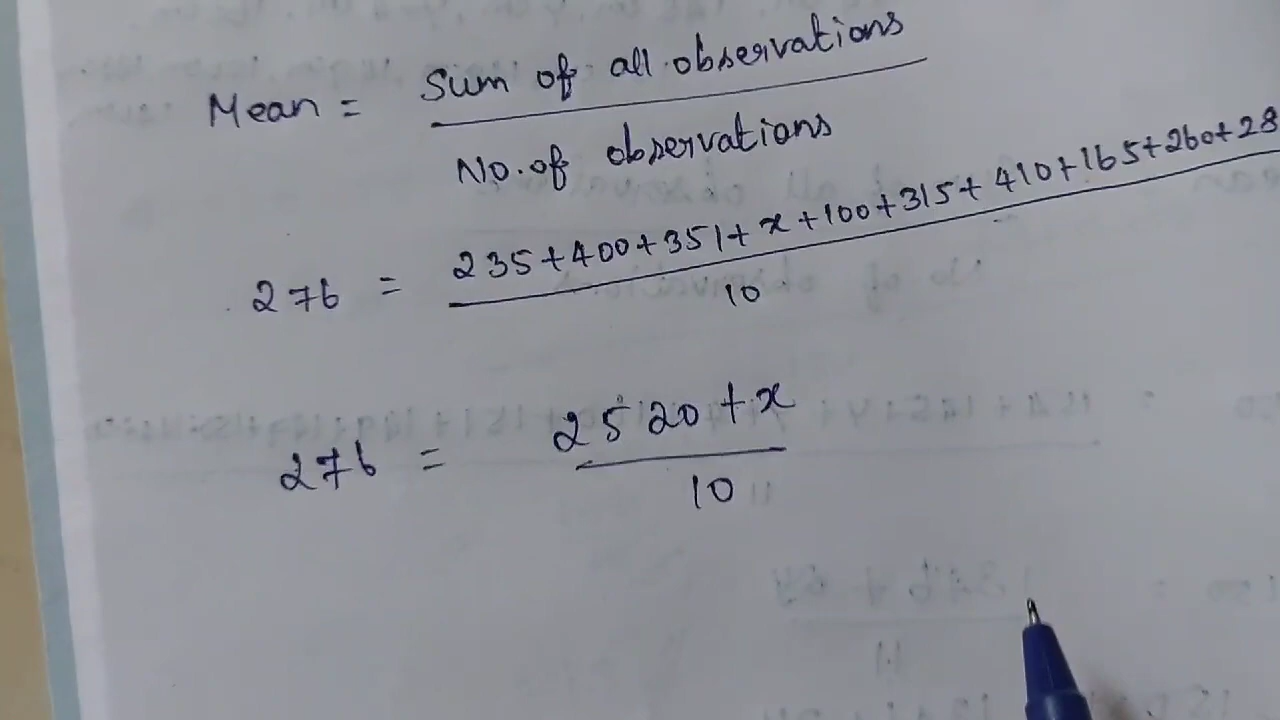 Mean = Sum of all observations
No. of observations
276 = 235+400+351+x+100+315+410+165+260+28
10
276 = 2520+x
10